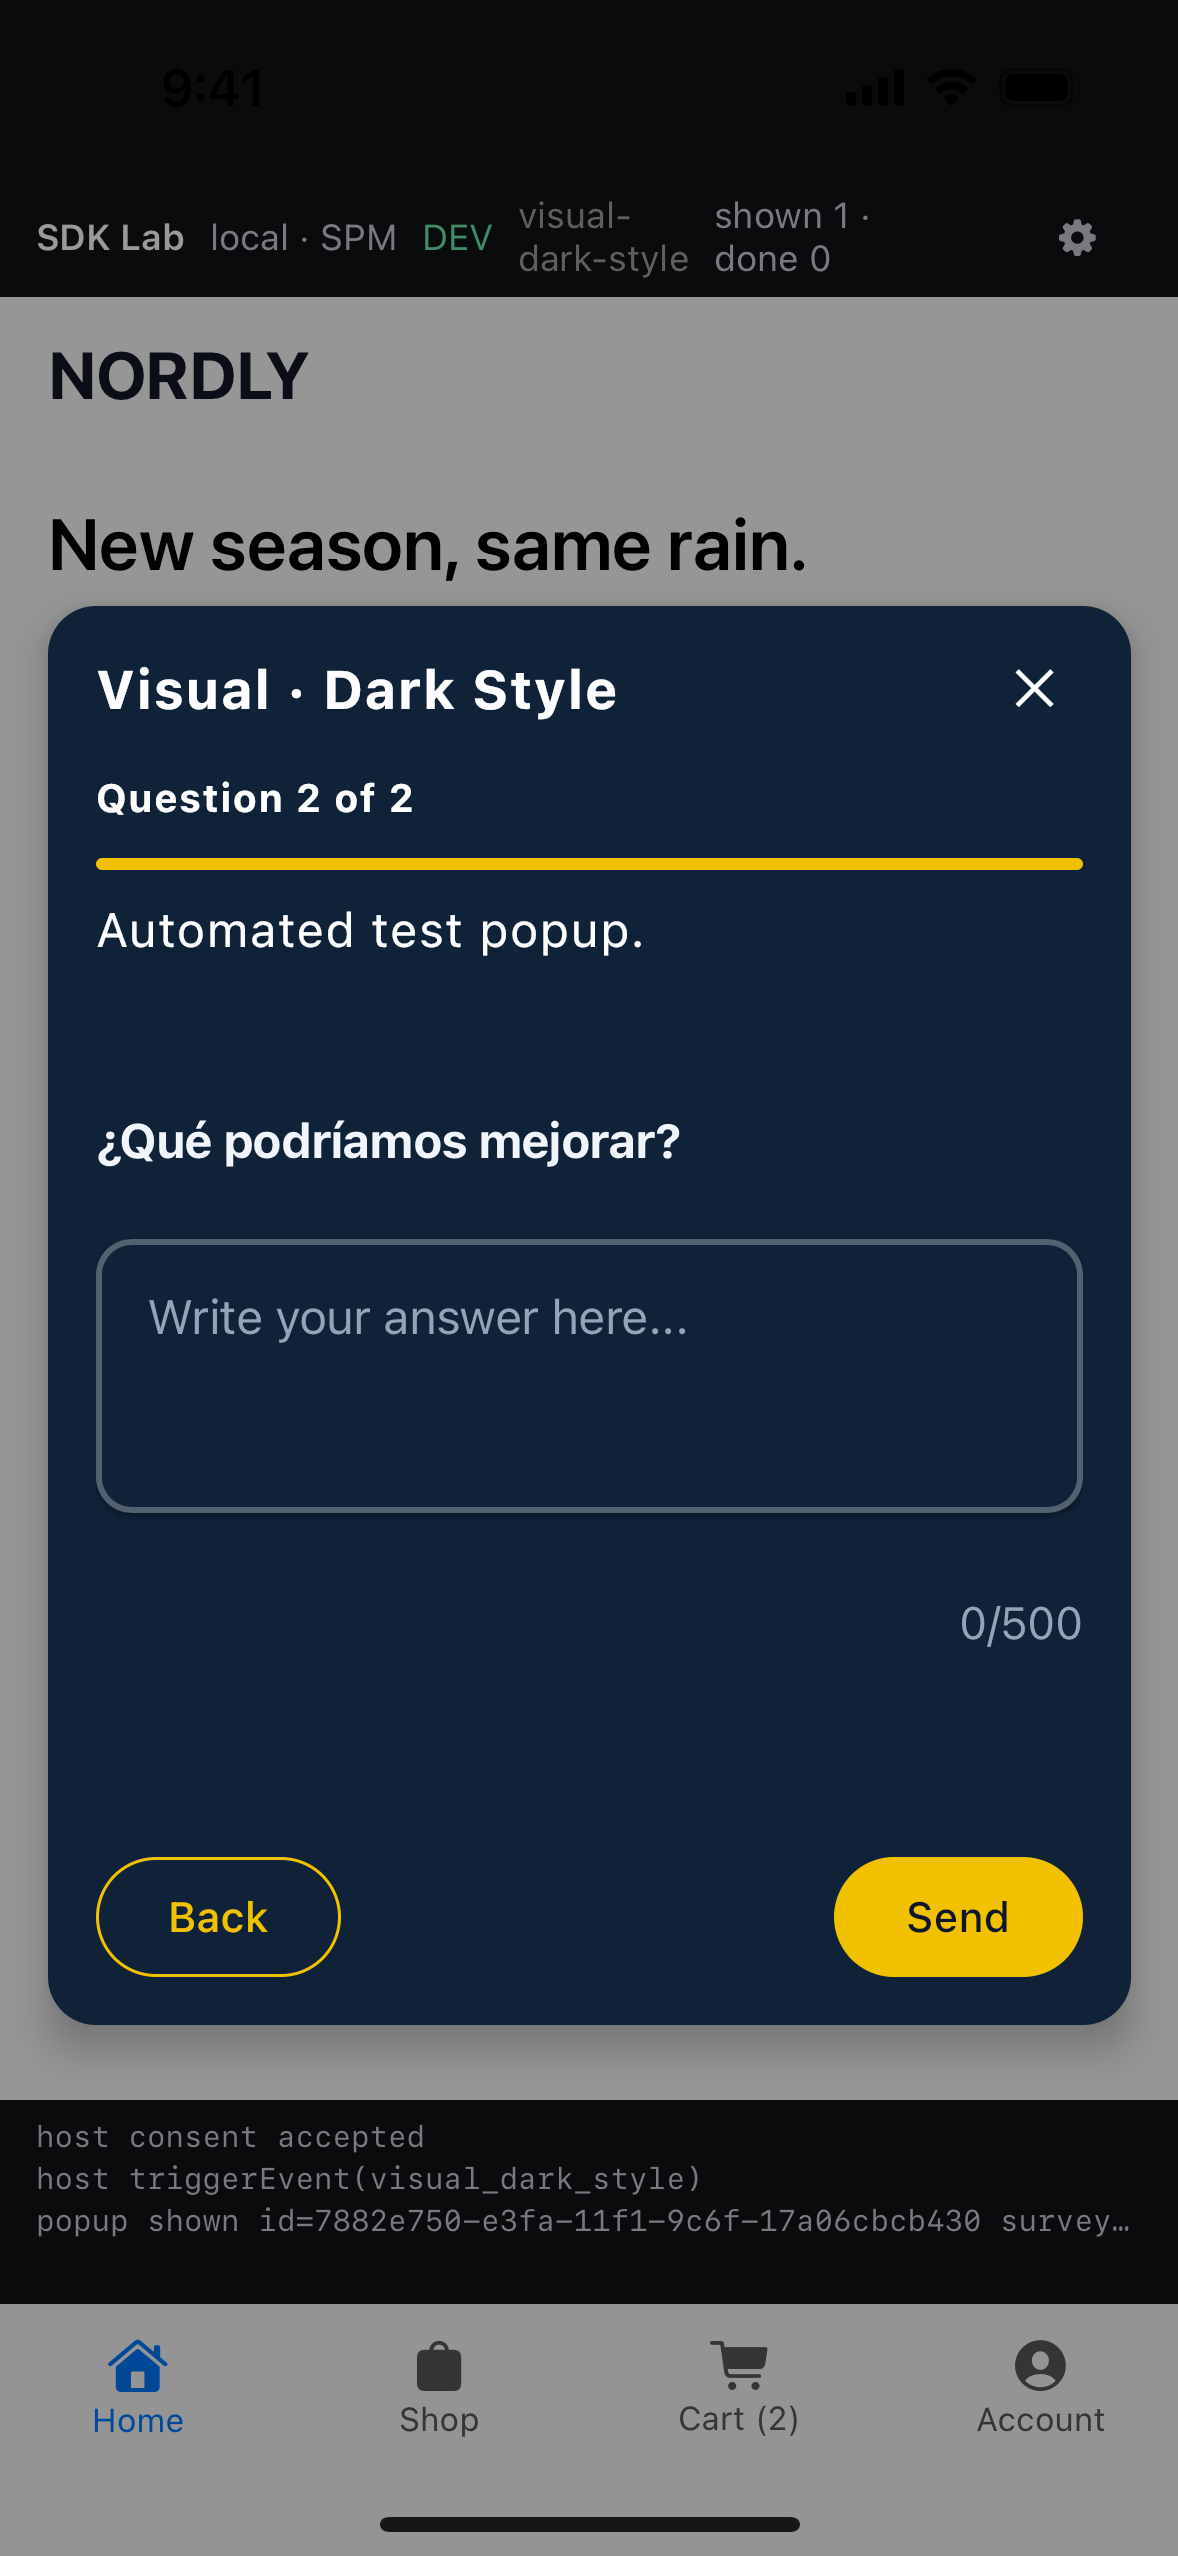 9:41
SDK Lab local · SPM DEV visual-dark-style shown 1 · done 0
NORDLY
New season, same rain.
Visual · Dark Style
Question 2 of 2
Automated test popup.
¿Qué podríamos mejorar?
Write your answer here...
0/500
Back
Send
host consent accepted
host triggerEvent(visual_dark_style)
popup shown id=7882e750-e3fa-11f1-9c6f-17a06cbcb430 survey…
Home
Shop
Cart (2)
Account